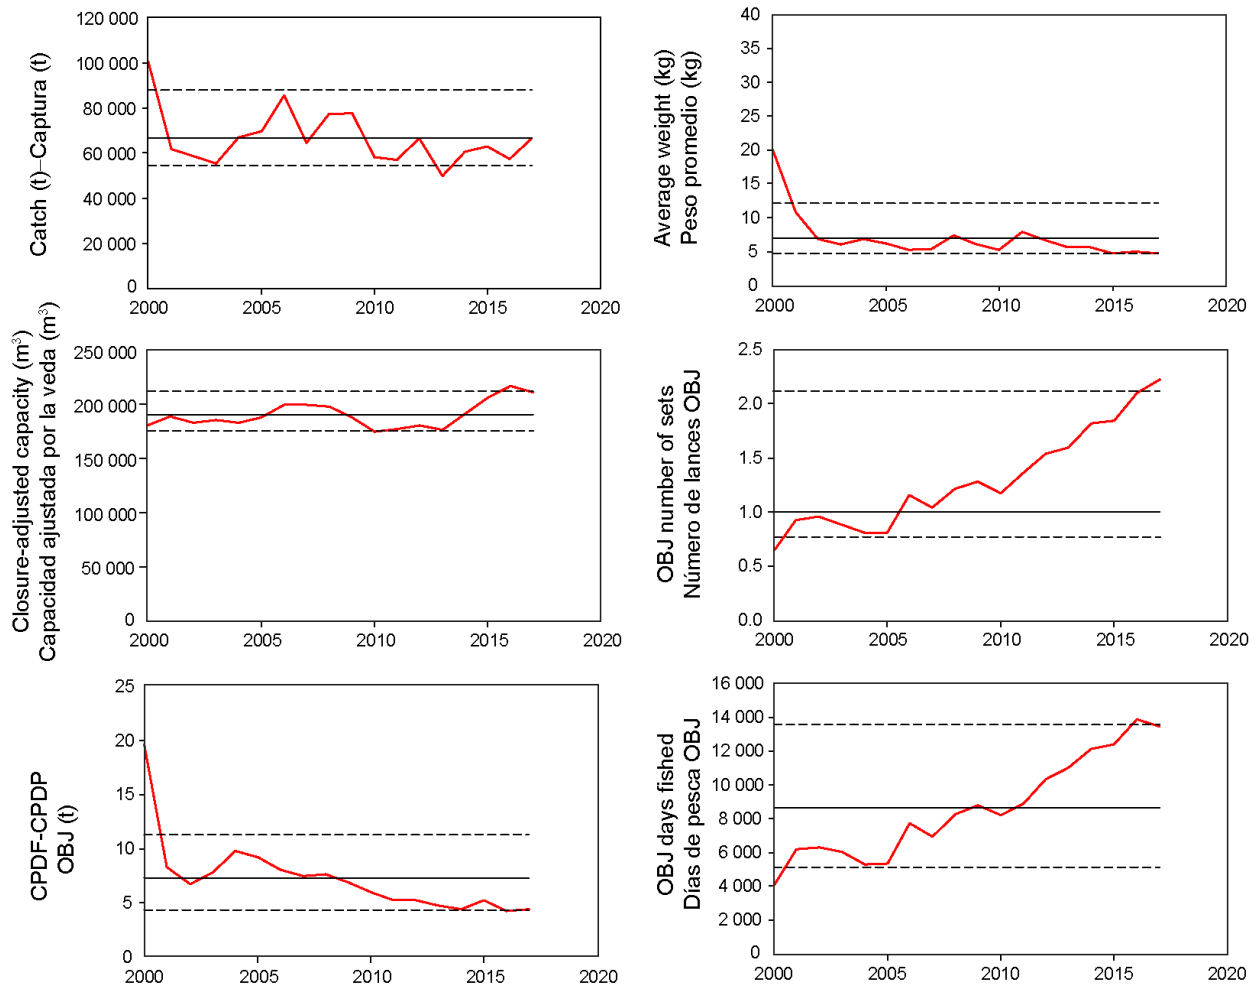 Catch (t)–Captura (t)
120 000
100 000
80 000
60 000
40 000
20 000
0
2000 2005 2010 2015 2020
Average weight (kg)
Peso promedio (kg)
40
35
30
25
20
15
10
5
0
2000 2005 2010 2015 2020
Closure-adjusted capacity (m³)
Capacidad ajustada por la veda (m³)
250 000
200 000
150 000
100 000
50 000
0
2000 2005 2010 2015 2020
OBJ number of sets
Número de lances OBJ
2.5
2.0
1.5
1.0
0.5
0.0
2000 2005 2010 2015 2020
CPDF-CPDP
OBJ (t)
25
20
15
10
5
0
2000 2005 2010 2015 2020
OBJ days fished
Días de pesca OBJ
16 000
14 000
12 000
10 000
8 000
6 000
4 000
2 000
0
2000 2005 2010 2015 2020